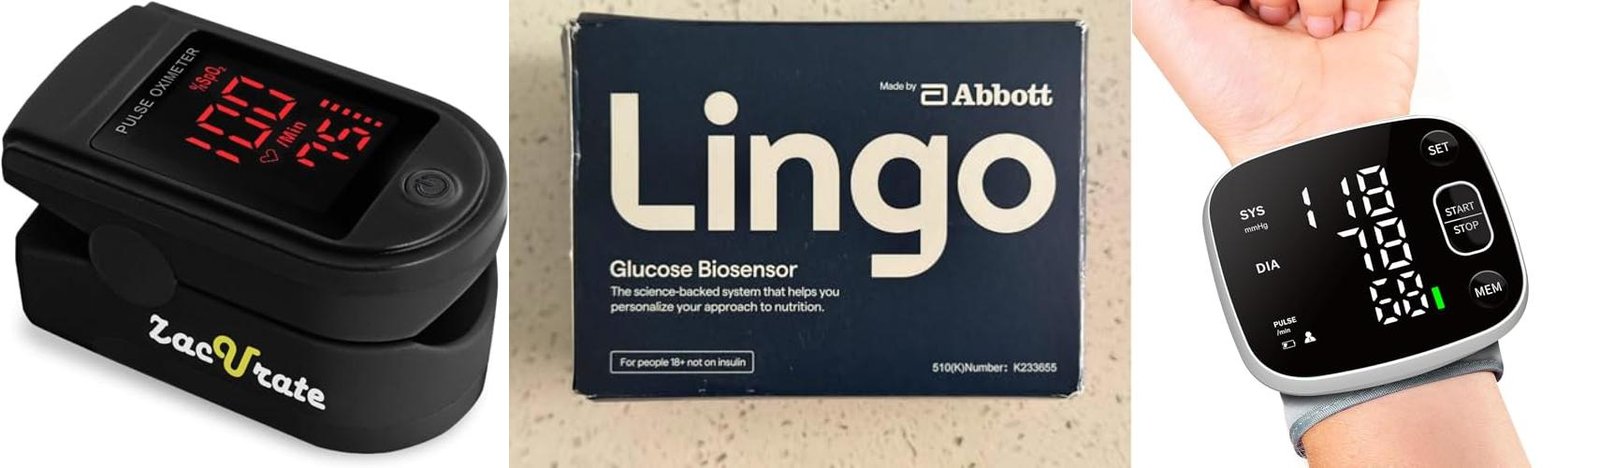 PULSE OXIMETER
%SpO₂
100
/Min
75
zacUrate
Made by Abbott
Lingo
Glucose Biosensor
The science-backed system that helps you
personalize your approach to nutrition.
For people 18+ not on insulin
510(K)Number: K233655
SET
SYS
mmHg
118
START
STOP
DIA
78
MEM
PULSE
/min
68